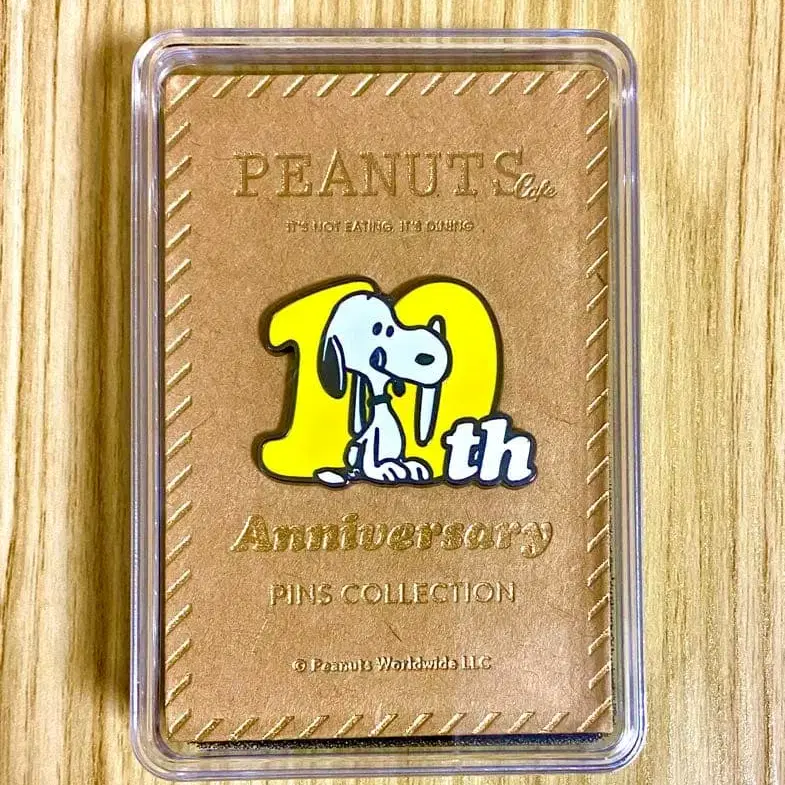 PEANUTS Cafe
IT'S NOT EATING, IT'S DINING
10th
Anniversary
PINS COLLECTION
© Peanuts Worldwide LLC